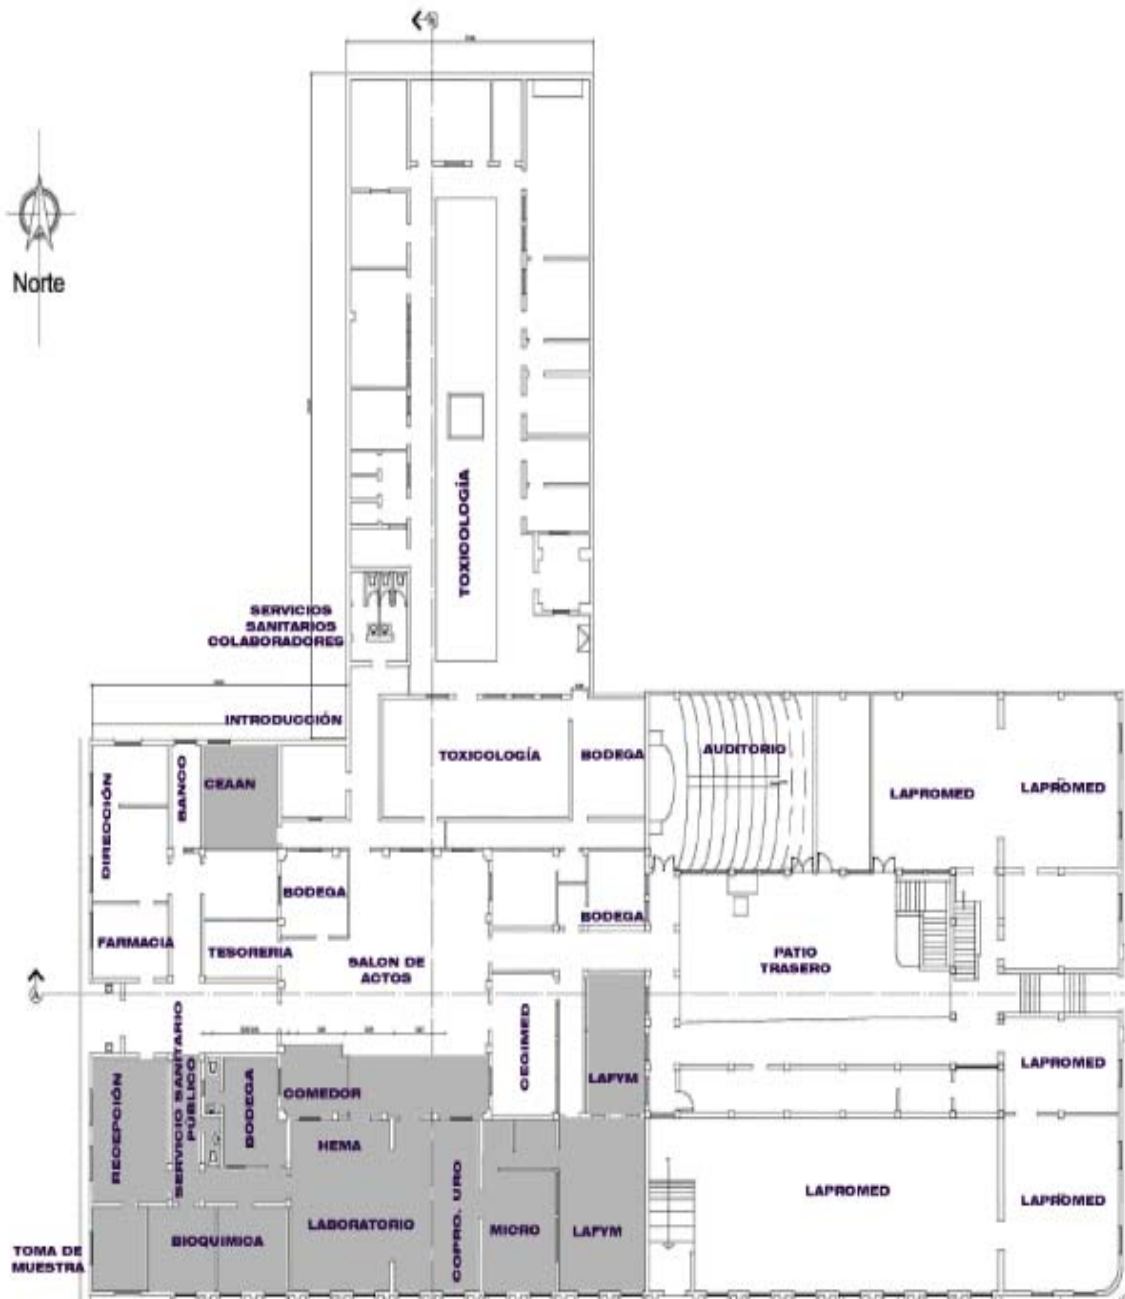 Norte
TOXICOLOGÍA
SERVICIOS
SANITARIOS
COLABORADORES
INTRODUCCIÓN
DIRECCIÓN
BANCO
CEAAN
TOXICOLOGÍA
BODEGA
AUDITORIO
LAPROMED
LAPROMED
BODEGA
BODEGA
FARMACIA
TESORERIA
SALON DE
ACTOS
PATIO
TRASERO
CEGIMED
LAFYM
LAPROMED
RECEPCIÓN
SERVICIO SANITARIO
PÚBLICO
BODEGA
COMEDOR
HEMA
LABORATORIO
COPRO. URO
MICRO
LAFYM
LAPROMED
LAPROMED
BIOQUIMICA
TOMA DE
MUESTRA